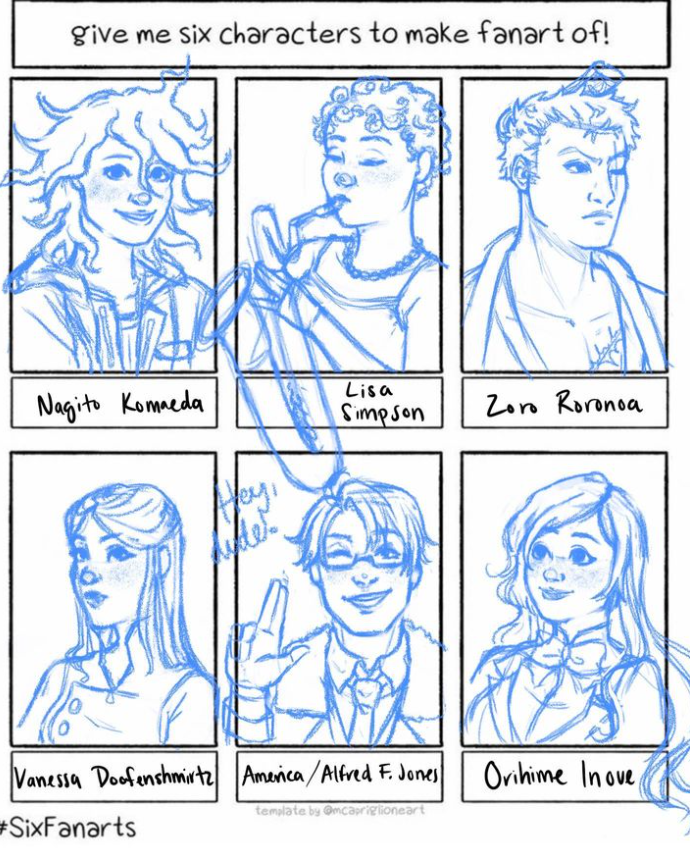 give me six characters to make fanart of!
Nagito Komaeda
Lisa
Simpson
Zoro Roronoa
Hey,
dude!
Vanessa Doofenshmirtz
America/Alfred F. Jones
Orihime Inoue
template by @mcapriglioneart
#SixFanarts